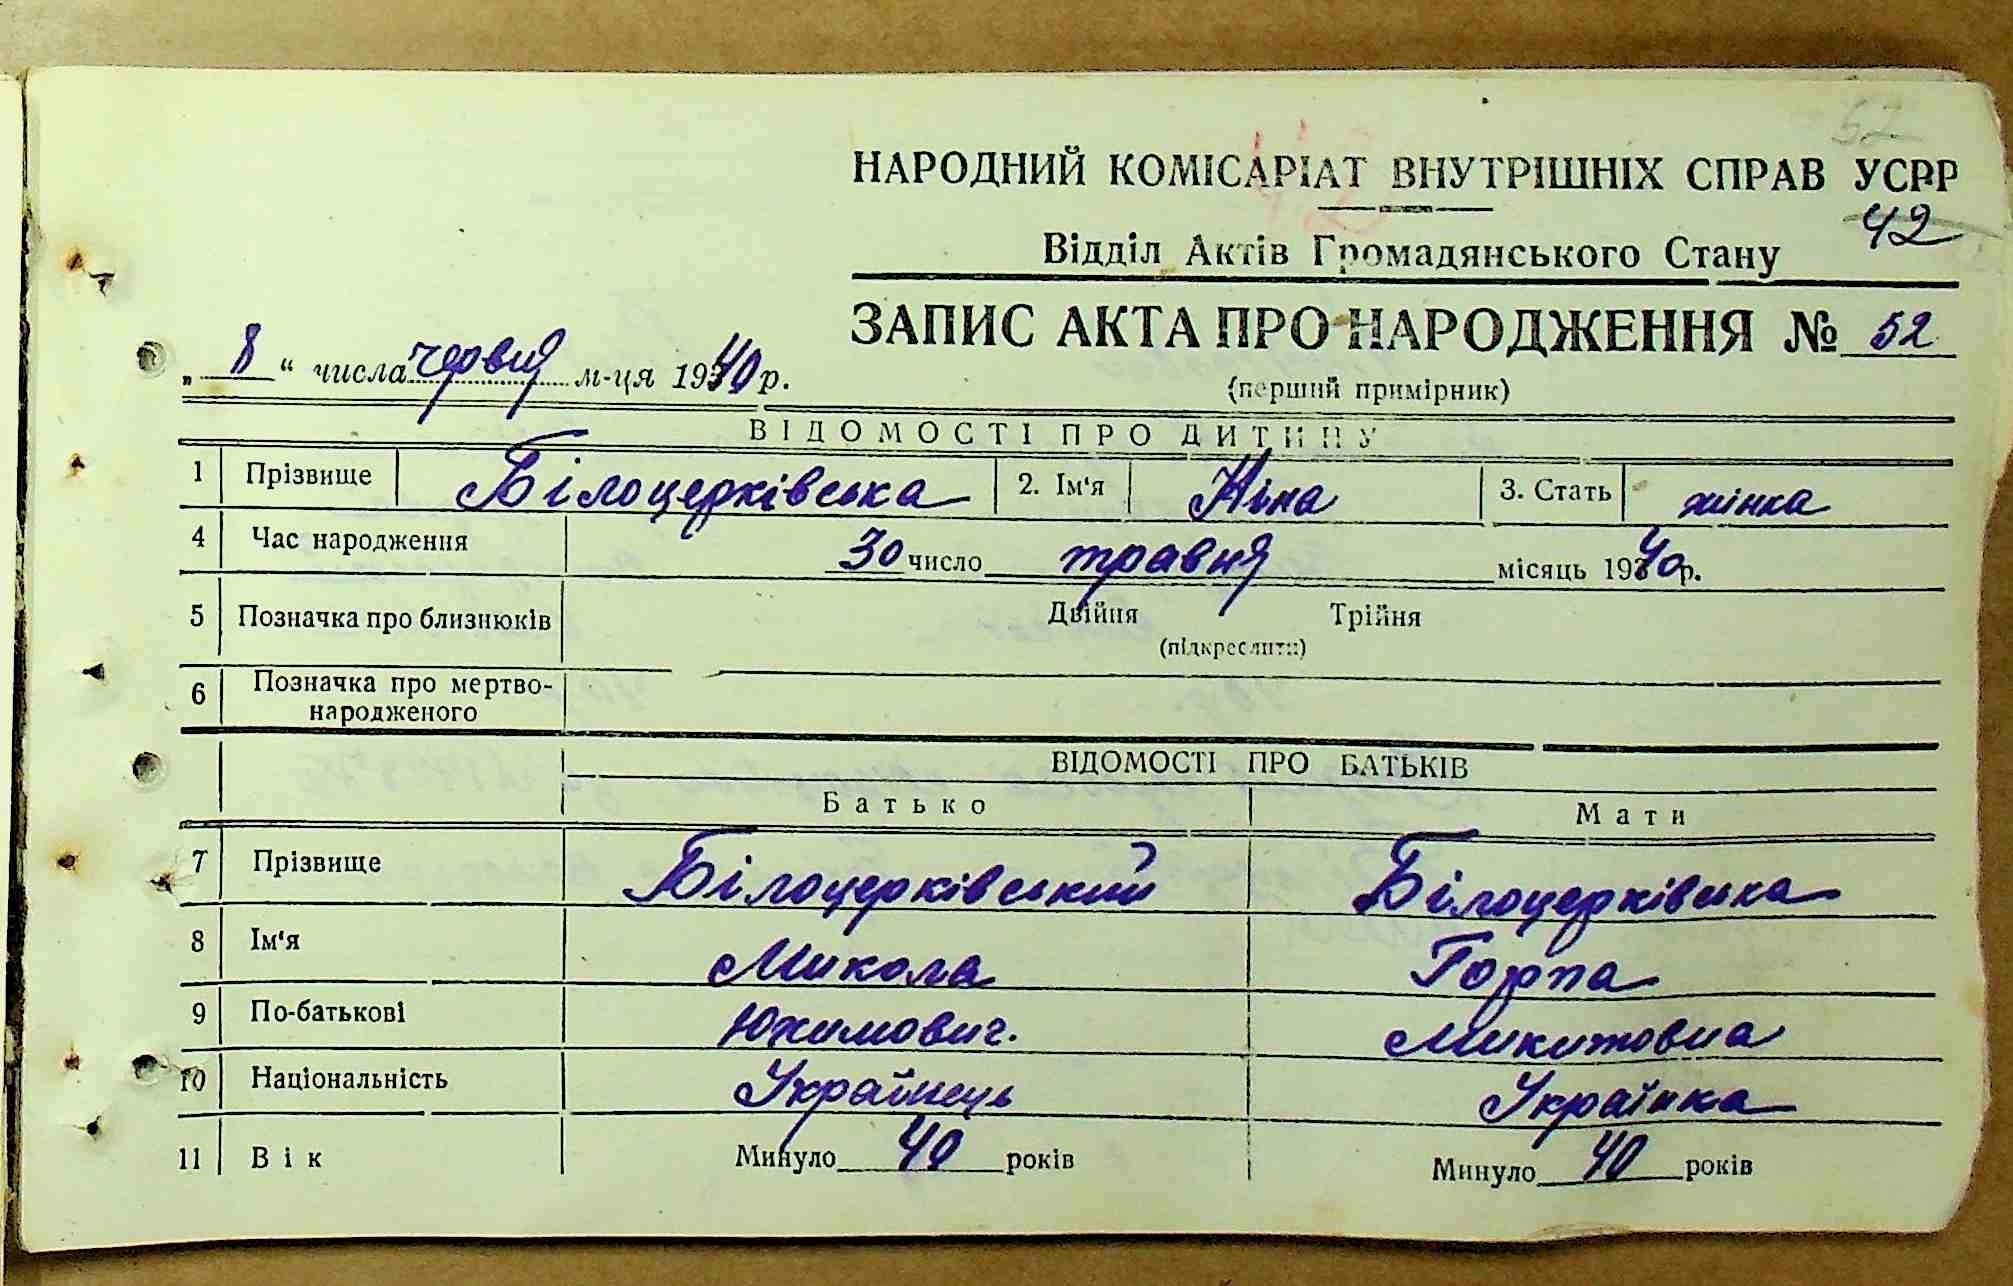 52
НАРОДНИЙ КОМІСАРІАТ ВНУТРІШНІХ СПРАВ УСРР
42
Відділ Актів Громадянського Стану
ЗАПИС АКТА ПРО НАРОДЖЕННЯ № 52
„ 8 “ числа червня м-ця 1940 р.
(перший примірник)
ВІДОМОСТІ ПРО ДИТИНУ
1 Прізвище Білоцерківська 2. Ім'я Ніна 3. Стать жінка
4 Час народження 30 число травня місяць 1940 р.
5 Позначка про близнюків Двійня Трійня
(підкреслити)
6 Позначка про мертво-
народженого
ВІДОМОСТІ ПРО БАТЬКІВ
Батько Мати
7 Прізвище Білоцерківський Білоцерківська
8 Ім'я Микола Горпа
9 По-батькові Юхимович. Микитовна
10 Національність Українець Українка
11 Вік Минуло 40 років Минуло 40 років